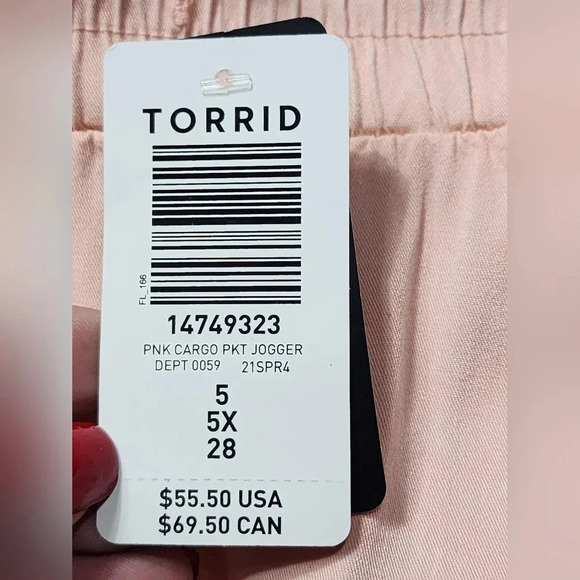 TORRID
FL_166
14749323
PNK CARGO PKT JOGGER
DEPT 0059 21SPR4
5
5X
28
$55.50 USA
$69.50 CAN